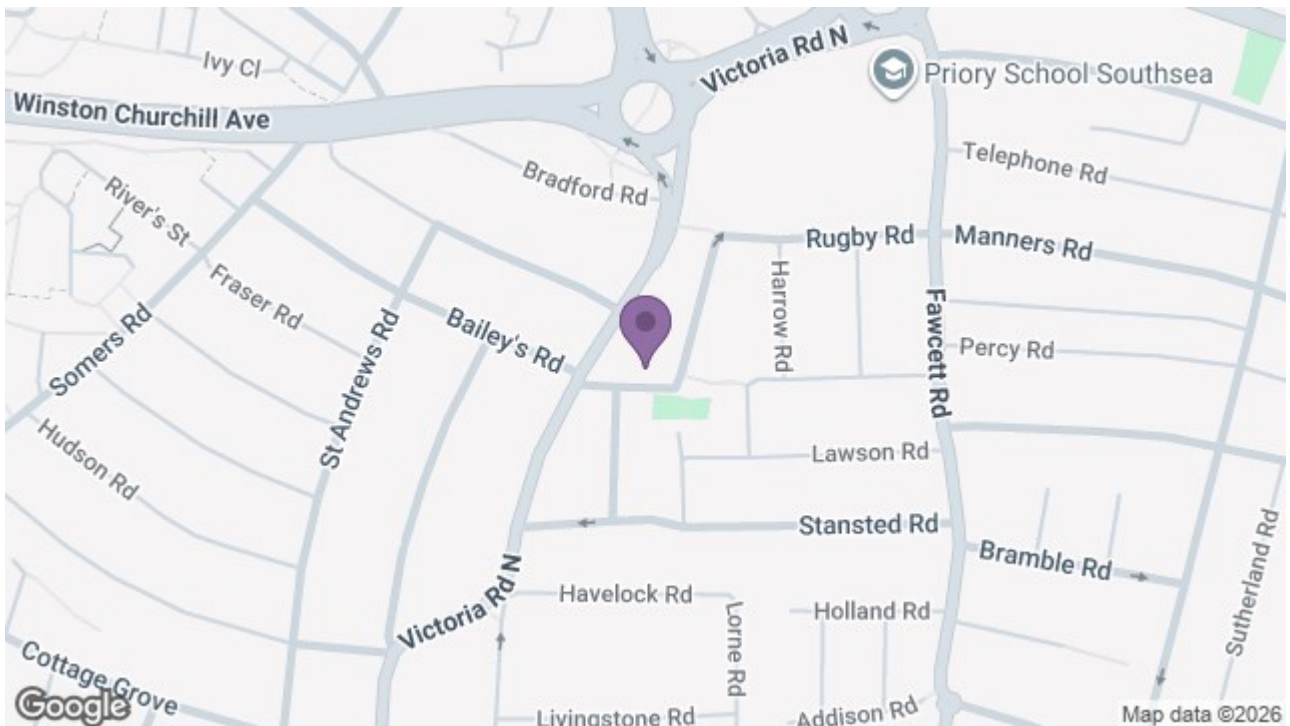 Ivy Cl
Victoria Rd N
Priory School Southsea
Winston Churchill Ave
Telephone Rd
Bradford Rd
River's St
Rugby Rd
Manners Rd
Fraser Rd
Harrow Rd
Bailey's Rd
Somers Rd
St Andrews Rd
Fawcett Rd
Percy Rd
Hudson Rd
Lawson Rd
Stansted Rd
Bramble Rd
Sutherland Rd
Victoria Rd N
Havelock Rd
Lorne Rd
Holland Rd
Cottage Grove
Livingstone Rd
Addison Rd
Google
Map data ©2026